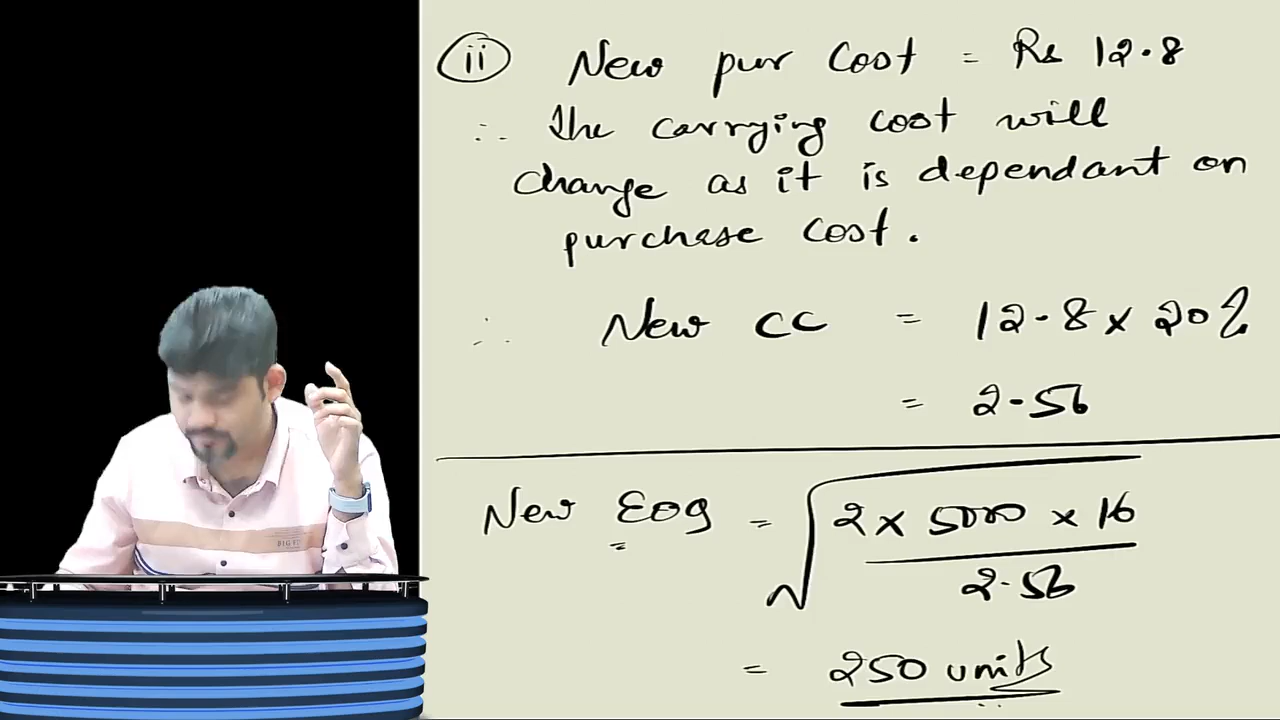 ii New pur Cost = Rs 12.8
∴ The carrying cost will
change as it is dependant on
purchase cost.
∴ New CC = 12.8 x 20%
= 2.56
New EOQ = √ 2 x 5000 x 16
2.56
= 250 units